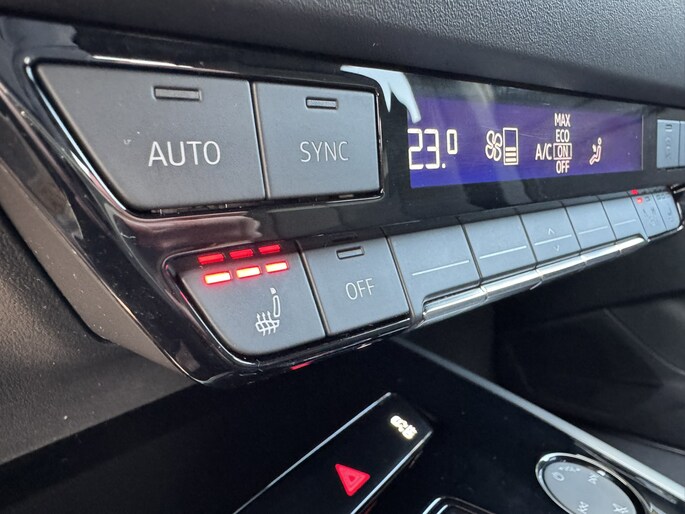 AUTO
SYNC
23.0
MAX
ECO
A/C ON
OFF
OFF